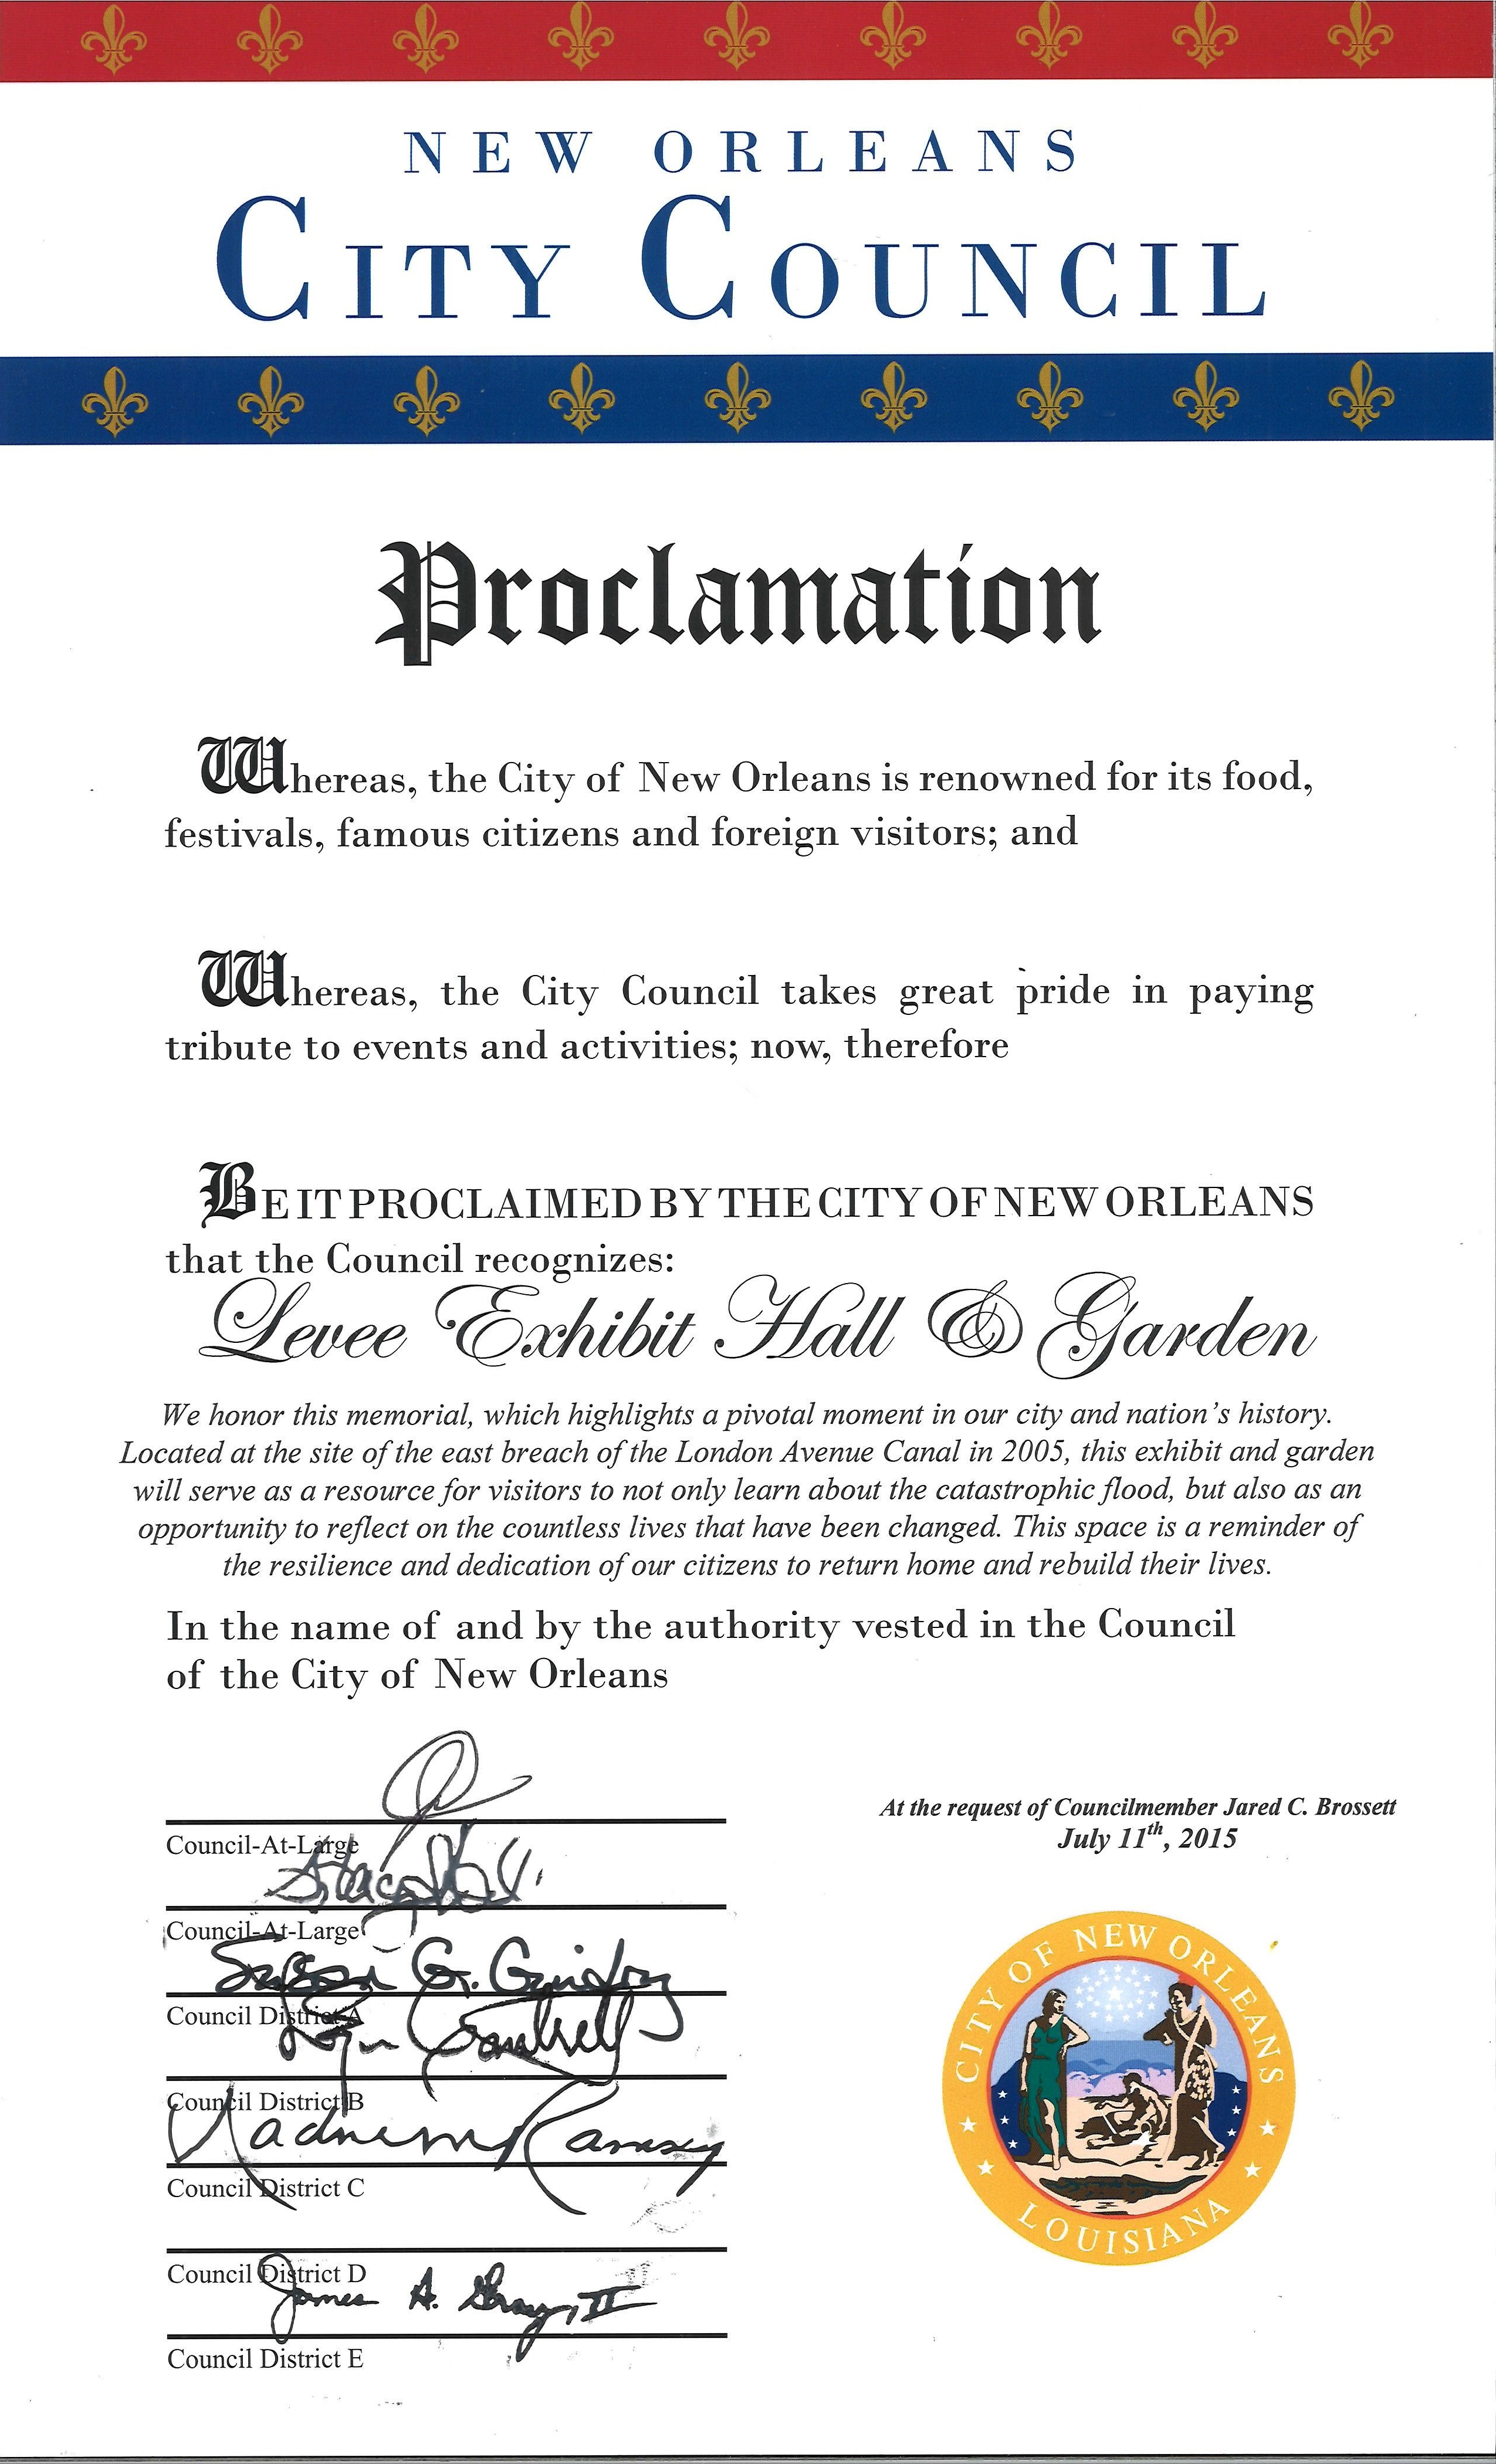 NEW ORLEANS
CITY COUNCIL
Proclamation
Whereas, the City of New Orleans is renowned for its food,
festivals, famous citizens and foreign visitors; and
Whereas, the City Council takes great pride in paying
tribute to events and activities; now, therefore
BE IT PROCLAIMED BY THE CITY OF NEW ORLEANS
that the Council recognizes:
Levee Exhibit Hall & Garden
We honor this memorial, which highlights a pivotal moment in our city and nation's history.
Located at the site of the east breach of the London Avenue Canal in 2005, this exhibit and garden
will serve as a resource for visitors to not only learn about the catastrophic flood, but also as an
opportunity to reflect on the countless lives that have been changed. This space is a reminder of
the resilience and dedication of our citizens to return home and rebuild their lives.
In the name of and by the authority vested in the Council
of the City of New Orleans
Council-At-Large
Council-At-Large
Susan G. Guidry
Council District A
Council District B
Nadine M Ramsey
Council District C
Council District D
James A. Gray, II
Council District E
At the request of Councilmember Jared C. Brossett
July 11th, 2015
CITY OF NEW ORLEANS
LOUISIANA